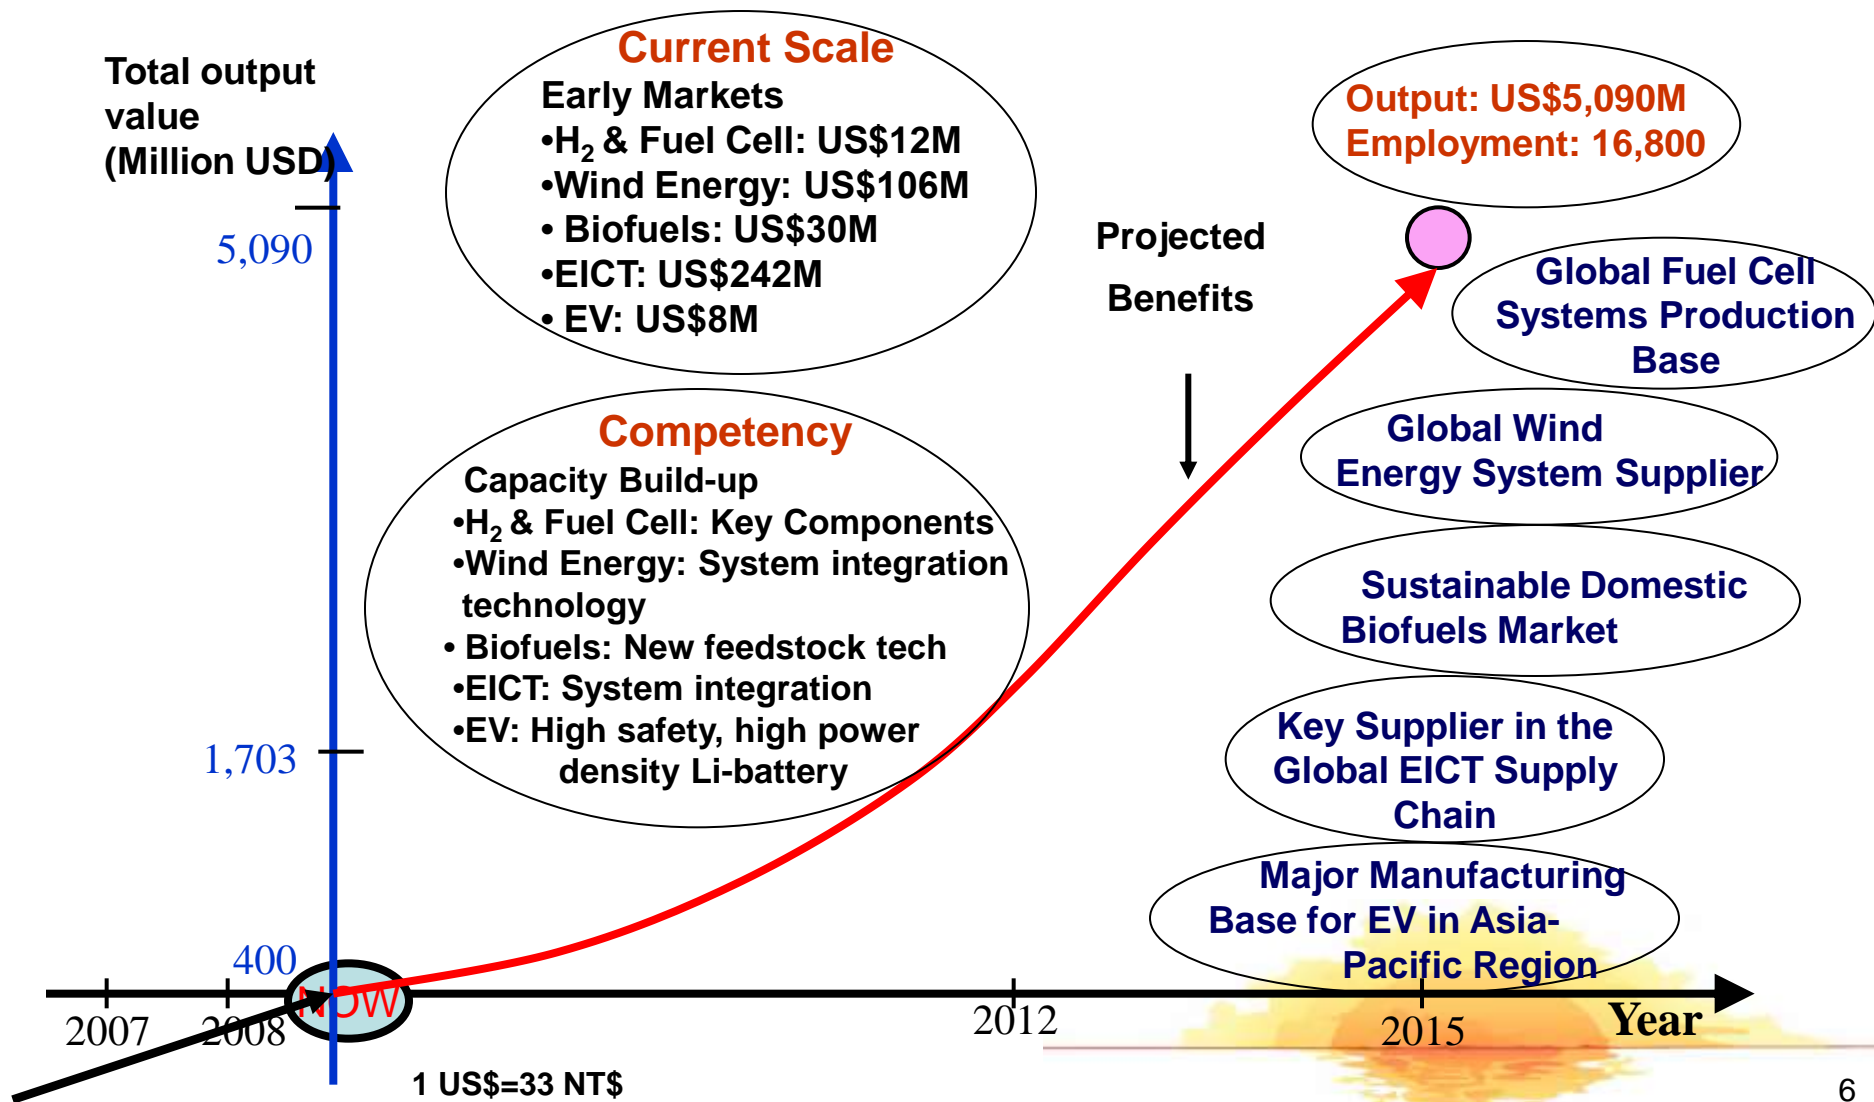 Total output
value
(Million USD)
5,090
1,703
400
Current Scale
Early Markets
•H₂ & Fuel Cell: US$12M
•Wind Energy: US$106M
• Biofuels: US$30M
•EICT: US$242M
• EV: US$8M
Competency
Capacity Build-up
•H₂ & Fuel Cell: Key Components
•Wind Energy: System integration
technology
• Biofuels: New feedstock tech
•EICT: System integration
•EV: High safety, high power
density Li-battery
Projected
Benefits
Output: US$5,090M
Employment: 16,800
Global Fuel Cell
Systems Production
Base
Global Wind
Energy System Supplier
Sustainable Domestic
Biofuels Market
Key Supplier in the
Global EICT Supply
Chain
Major Manufacturing
Base for EV in Asia-
Pacific Region
NOW
2007
2008
2012
2015
Year
1 US$=33 NT$
6